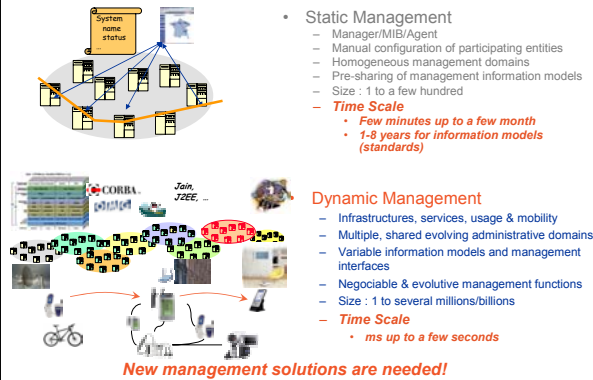 System
name
status
...
• Static Management
– Manager/MIB/Agent
– Manual configuration of participating entities
– Homogeneous management domains
– Pre-sharing of management information models
– Size : 1 to a few hundred
– Time Scale
• Few minutes up to a few month
• 1-8 years for information models
(standards)
CORBA
Jain,
J2EE, ...
Dynamic Management
– Infrastructures, services, usage & mobility
– Multiple, shared evolving administrative domains
– Variable information models and management
interfaces
– Negociable & evolutive management functions
– Size : 1 to several millions/billions
– Time Scale
• ms up to a few seconds
New management solutions are needed!